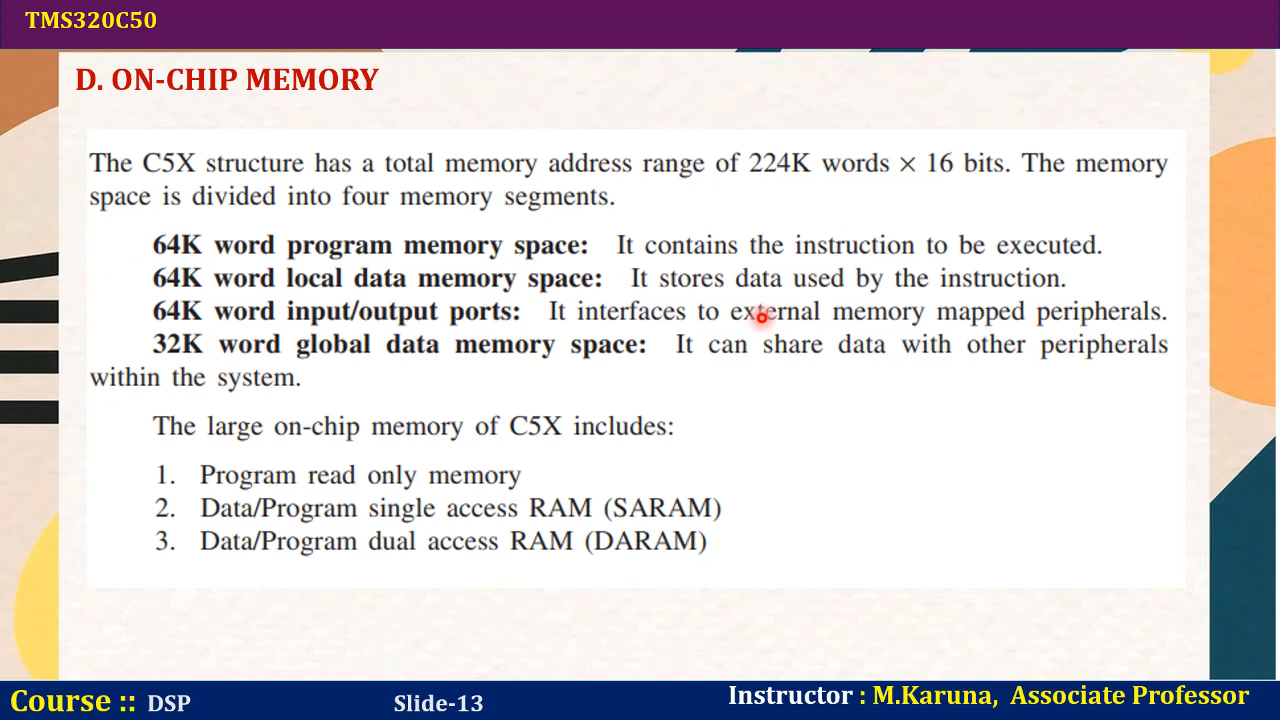 TMS320C50
D. ON-CHIP MEMORY
The C5X structure has a total memory address range of 224K words × 16 bits. The memory
space is divided into four memory segments.
64K word program memory space: It contains the instruction to be executed.
64K word local data memory space: It stores data used by the instruction.
64K word input/output ports: It interfaces to external memory mapped peripherals.
32K word global data memory space: It can share data with other peripherals
within the system.
The large on-chip memory of C5X includes:
1. Program read only memory
2. Data/Program single access RAM (SARAM)
3. Data/Program dual access RAM (DARAM)
Course :: DSP Slide-13 Instructor : M.Karuna, Associate Professor